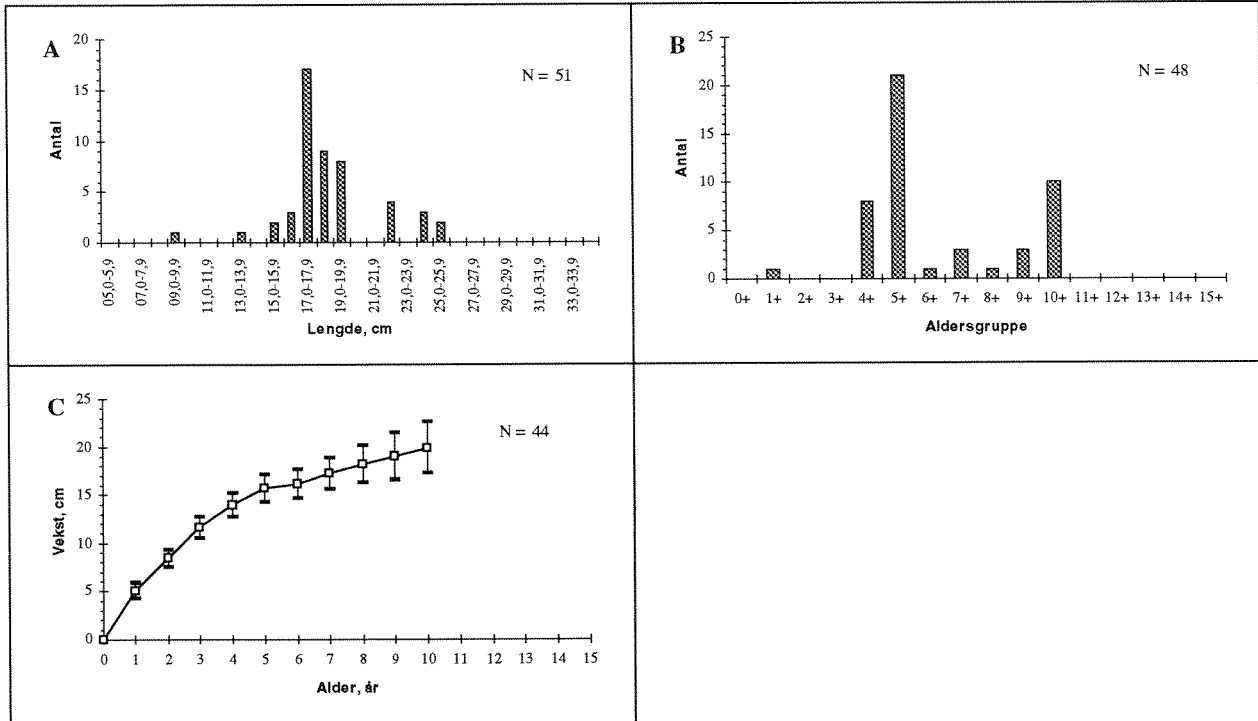 A
N = 51
Antal
20
15
10
5
0
05,0-5,9
07,0-7,9
09,0-9,9
11,0-11,9
13,0-13,9
15,0-15,9
17,0-17,9
19,0-19,9
21,0-21,9
23,0-23,9
25,0-25,9
27,0-27,9
29,0-29,9
31,0-31,9
33,0-33,9
Lengde, cm
B
N = 48
Antal
25
20
15
10
5
0
0+ 1+ 2+ 3+ 4+ 5+ 6+ 7+ 8+ 9+ 10+ 11+ 12+ 13+ 14+ 15+
Aldersgruppe
C
N = 44
Vekst, cm
25
20
15
10
5
0
0 1 2 3 4 5 6 7 8 9 10 11 12 13 14 15
Alder, år